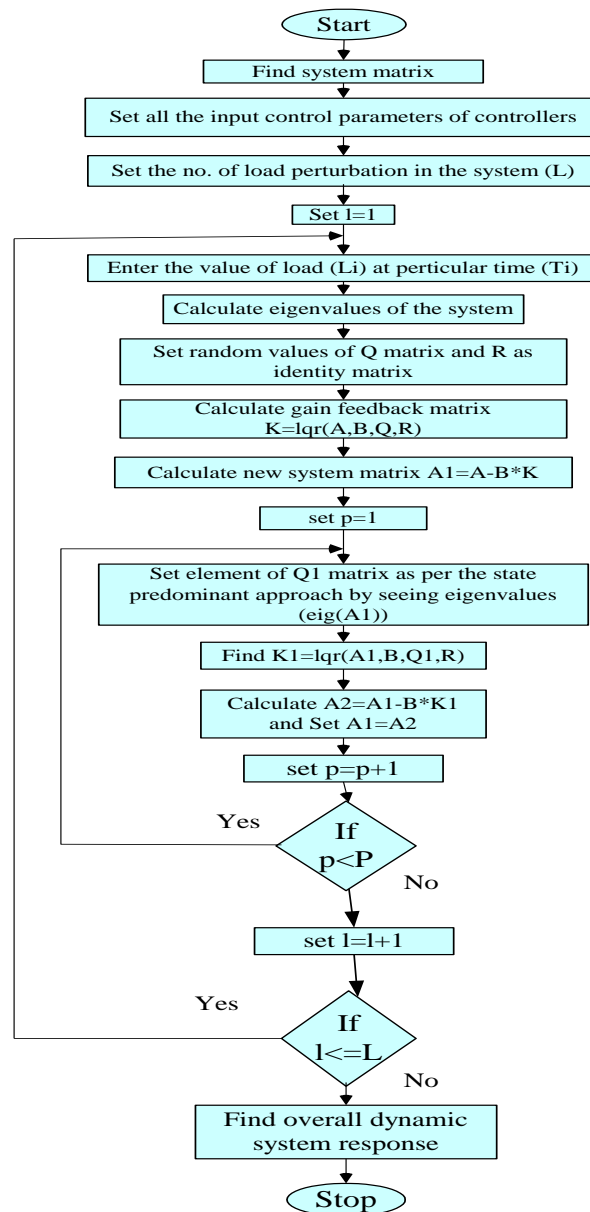 Start
Find system matrix
Set all the input control parameters of controllers
Set the no. of load perturbation in the system (L)
Set l=1
Enter the value of load (Li) at perticular time (Ti)
Calculate eigenvalues of the system
Set random values of Q matrix and R as
identity matrix
Calculate gain feedback matrix
K=lqr(A,B,Q,R)
Calculate new system matrix A1=A-B*K
set p=1
Set element of Q1 matrix as per the state
predominant approach by seeing eigenvalues
(eig(A1))
Find K1=lqr(A1,B,Q1,R)
Calculate A2=A1-B*K1
and Set A1=A2
set p=p+1
Yes
If
p<P
No
set l=l+1
Yes
If
l<=L
No
Find overall dynamic
system response
Stop